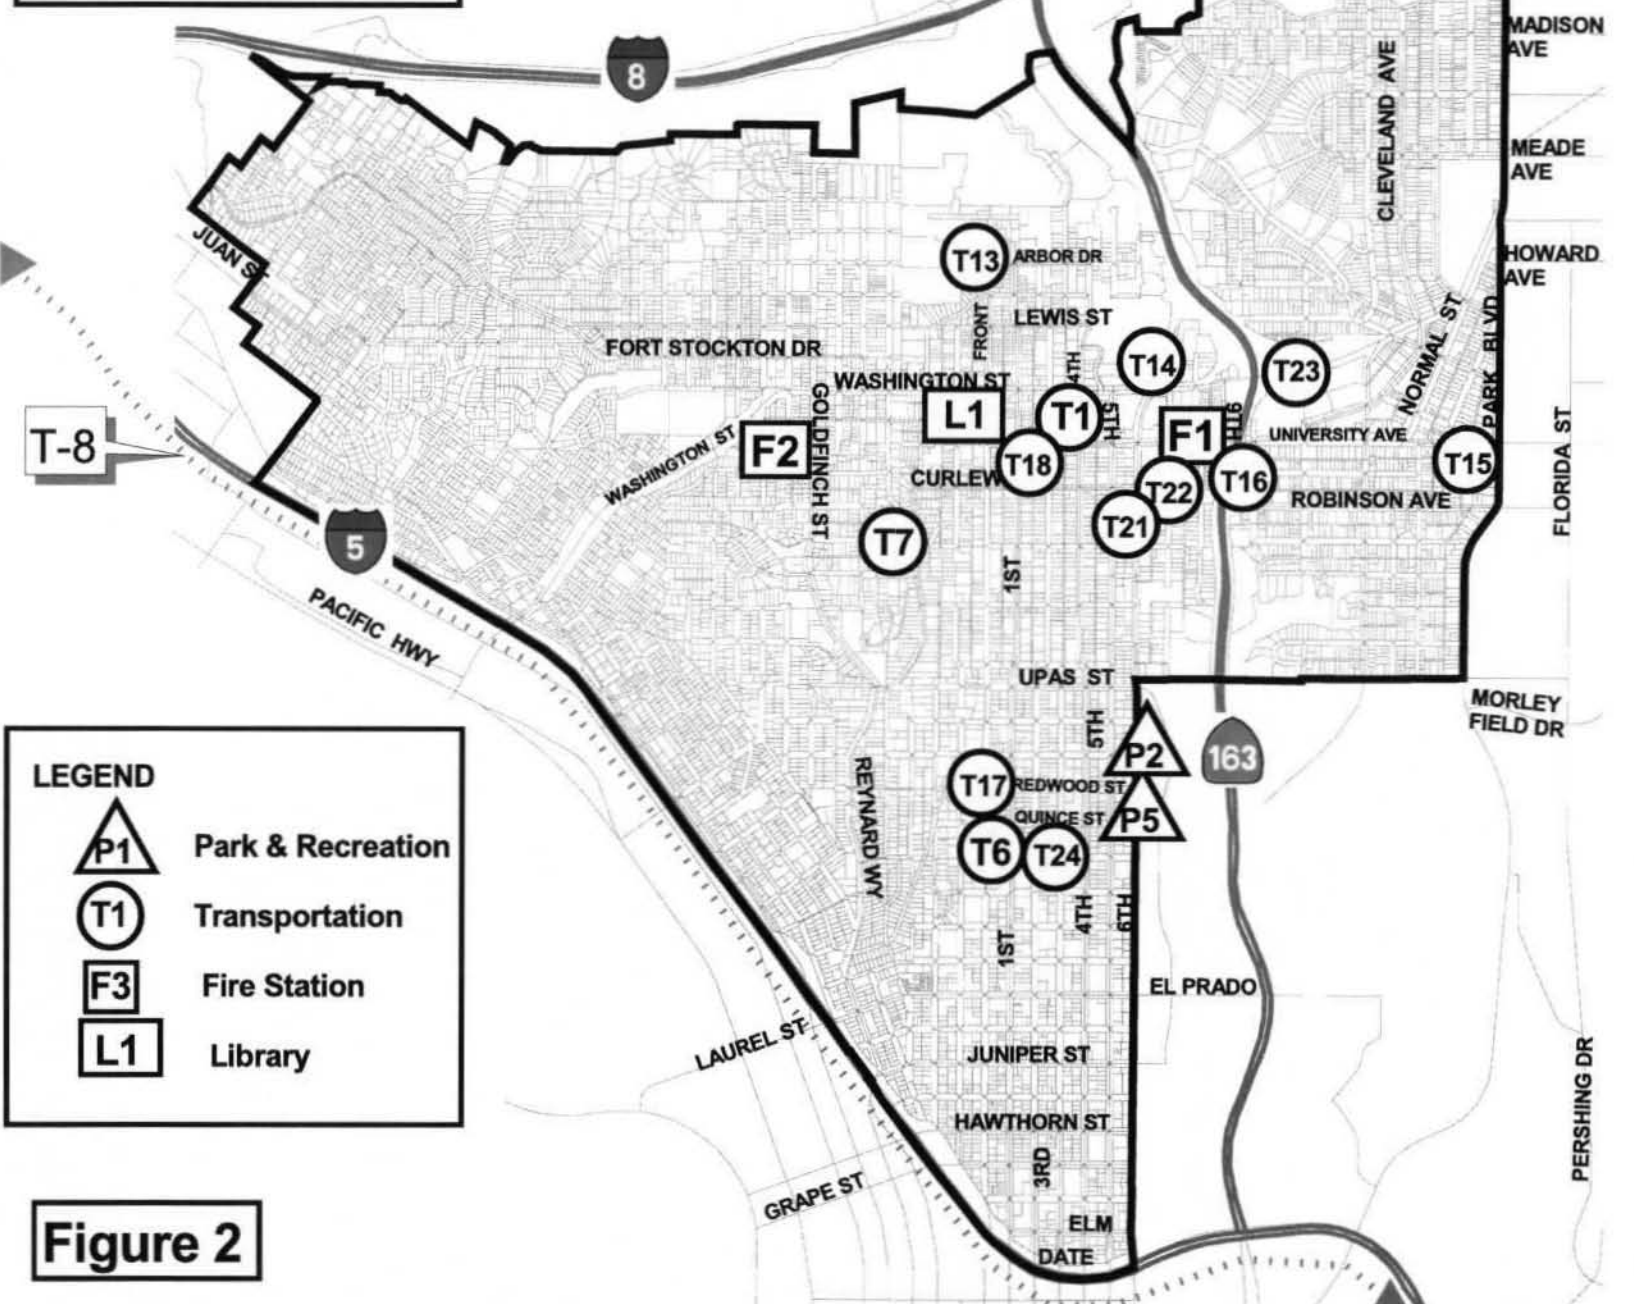 MADISON
AVE
8
CLEVELAND AVE
MEADE
AVE
JUAN ST
T13
ARBOR DR
HOWARD
AVE
FRONT
LEWIS ST
NORMAL ST
PARK BLVD
FORT STOCKTON DR
4TH
T14
T23
WASHINGTON ST
GOLDFINCH ST
L1
T1
5TH
F1
9TH
UNIVERSITY AVE
FLORIDA ST
T-8
WASHINGTON ST
F2
T18
T15
CURLEW
T22
T16
ROBINSON AVE
T21
5
T7
1ST
PACIFIC HWY
UPAS ST
MORLEY
FIELD DR
5TH
P2
163
REYNARD WY
T17
REDWOOD ST
P5
QUINCE ST
T6
T24
4TH
6TH
1ST
EL PRADO
LEGEND
P1
Park & Recreation
T1
Transportation
F3
Fire Station
L1
Library
LAUREL ST
JUNIPER ST
PERSHING DR
HAWTHORN ST
3RD
GRAPE ST
ELM
DATE
Figure 2